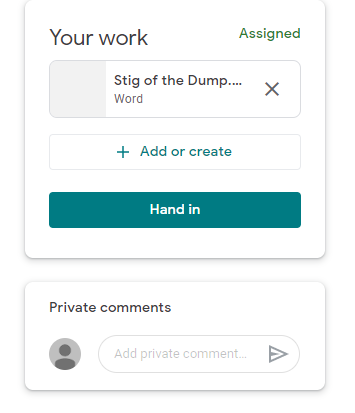 Your work
Assigned
Stig of the Dump....
Word
Add or create
Hand in
Private comments
Add private comment...